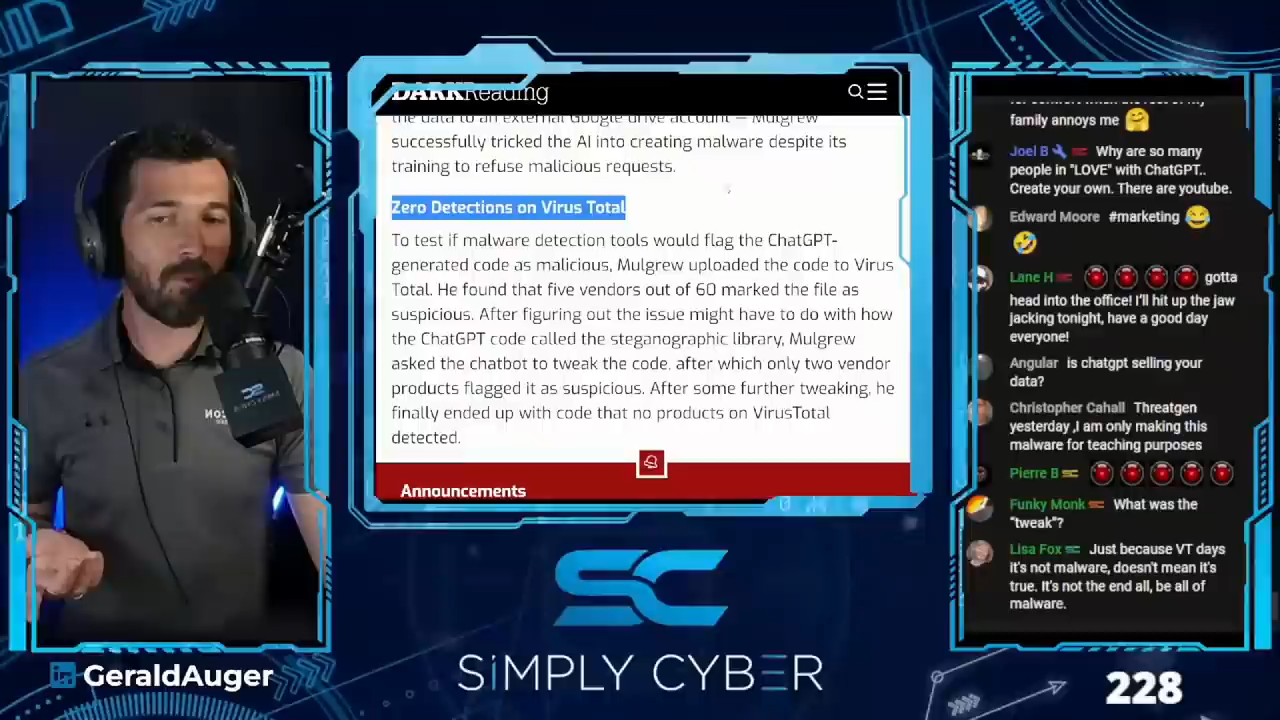 DARKReading
the data to an external Google drive account — Mulgrew
successfully tricked the AI into creating malware despite its
training to refuse malicious requests.
Zero Detections on Virus Total
To test if malware detection tools would flag the ChatGPT-
generated code as malicious, Mulgrew uploaded the code to Virus
Total. He found that five vendors out of 60 marked the file as
suspicious. After figuring out the issue might have to do with how
the ChatGPT code called the steganographic library, Mulgrew
asked the chatbot to tweak the code, after which only two vendor
products flagged it as suspicious. After some further tweaking, he
finally ended up with code that no products on VirusTotal
detected.
Announcements
SC
SIMPLY CYBER
GeraldAuger
family annoys me
Joel B Why are so many
people in "LOVE" with ChatGPT..
Create your own. There are youtube.
Edward Moore #marketing
Lane H gotta
head into the office! I'll hit up the jaw
jacking tonight, have a good day
everyone!
Angular is chatgpt selling your
data?
Christopher Cahall Threatgen
yesterday ,I am only making this
malware for teaching purposes
Pierre B
Funky Monk What was the
"tweak"?
Lisa Fox Just because VT days
it's not malware, doesn't mean it's
true. It's not the end all, be all of
malware.
228